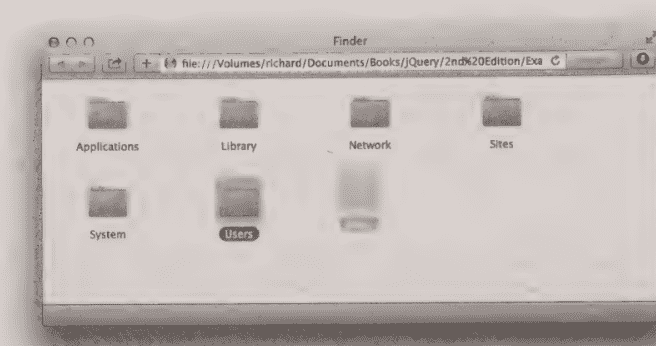 Finder
file:///Volumes/richard/Documents/Books/jQuery/2nd%20Edition/Exa
Applications
Library
Network
Sites
System
Users